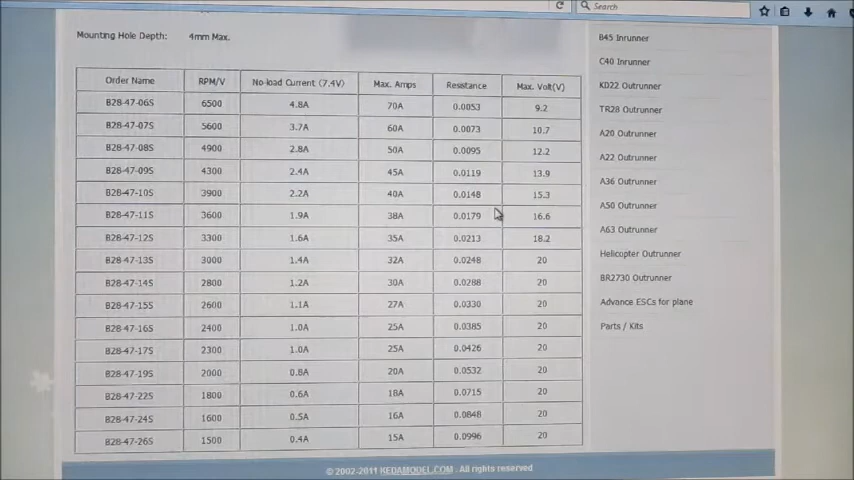 Search
Mounting Hole Depth: 4mm Max.
Order Name RPM/V No-load Current (7.4V) Max. Amps Resistance Max. Volt(V)
B28-47-06S 6500 4.8A 70A 0.0053 9.2
B28-47-07S 5600 3.7A 60A 0.0073 10.7
B28-47-08S 4900 2.8A 50A 0.0095 12.2
B28-47-09S 4300 2.4A 45A 0.0119 13.9
B28-47-10S 3900 2.2A 40A 0.0148 15.3
B28-47-11S 3600 1.9A 38A 0.0179 16.6
B28-47-12S 3300 1.6A 35A 0.0213 18.2
B28-47-13S 3000 1.4A 32A 0.0248 20
B28-47-14S 2800 1.2A 30A 0.0288 20
B28-47-15S 2600 1.1A 27A 0.0330 20
B28-47-16S 2400 1.0A 25A 0.0385 20
B28-47-17S 2300 1.0A 25A 0.0426 20
B28-47-19S 2000 0.8A 20A 0.0532 20
B28-47-22S 1800 0.6A 18A 0.0715 20
B28-47-24S 1600 0.5A 16A 0.0848 20
B28-47-26S 1500 0.4A 15A 0.0996 20
B45 Inrunner
C40 Inrunner
KD22 Outrunner
TR28 Outrunner
A20 Outrunner
A22 Outrunner
A36 Outrunner
A50 Outrunner
A63 Outrunner
Helicopter Outrunner
BR2730 Outrunner
Advance ESCs for plane
Parts / Kits
© 2002-2011 KEDAMODEL.COM . All rights reserved